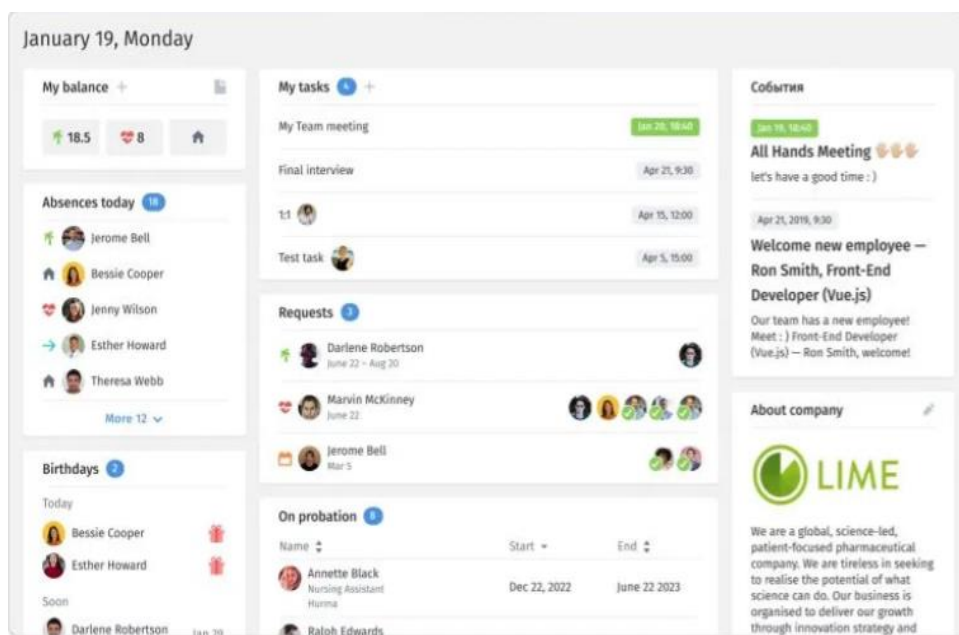 January 19, Monday
My balance +
18.5
8
Absences today 18
Jerome Bell
Bessie Cooper
Jenny Wilson
Esther Howard
Theresa Webb
More 12
Birthdays 2
Today
Bessie Cooper
Esther Howard
Soon
Darlene Robertson Jan 20
My tasks 4 +
My Team meeting Jan 20, 18:40
Final interview Apr 21, 9:30
1:1 Apr 15, 12:00
Test task Apr 5, 15:00
Requests 3
Darlene Robertson
June 22 – Aug 20
Marvin McKinney
June 22
Jerome Bell
Mar 5
On probation 8
Name Start End
Annette Black Dec 22, 2022 June 22 2023
Nursing Assistant
Hurma
Ralph Edwards
События
Jan 19, 18:40
All Hands Meeting 👋🏼👋🏼👋🏼
let's have a good time : )
Apr 21, 2019, 9:30
Welcome new employee —
Ron Smith, Front-End
Developer (Vue.js)
Our team has a new employee!
Meet : ) Front-End Developer
(Vue.js) — Ron Smith, welcome!
About company
LIME
We are a global, science-led,
patient-focused pharmaceutical
company. We are tireless in seeking
to realise the potential of what
science can do. Our business is
organised to deliver our growth
through innovation strategy and